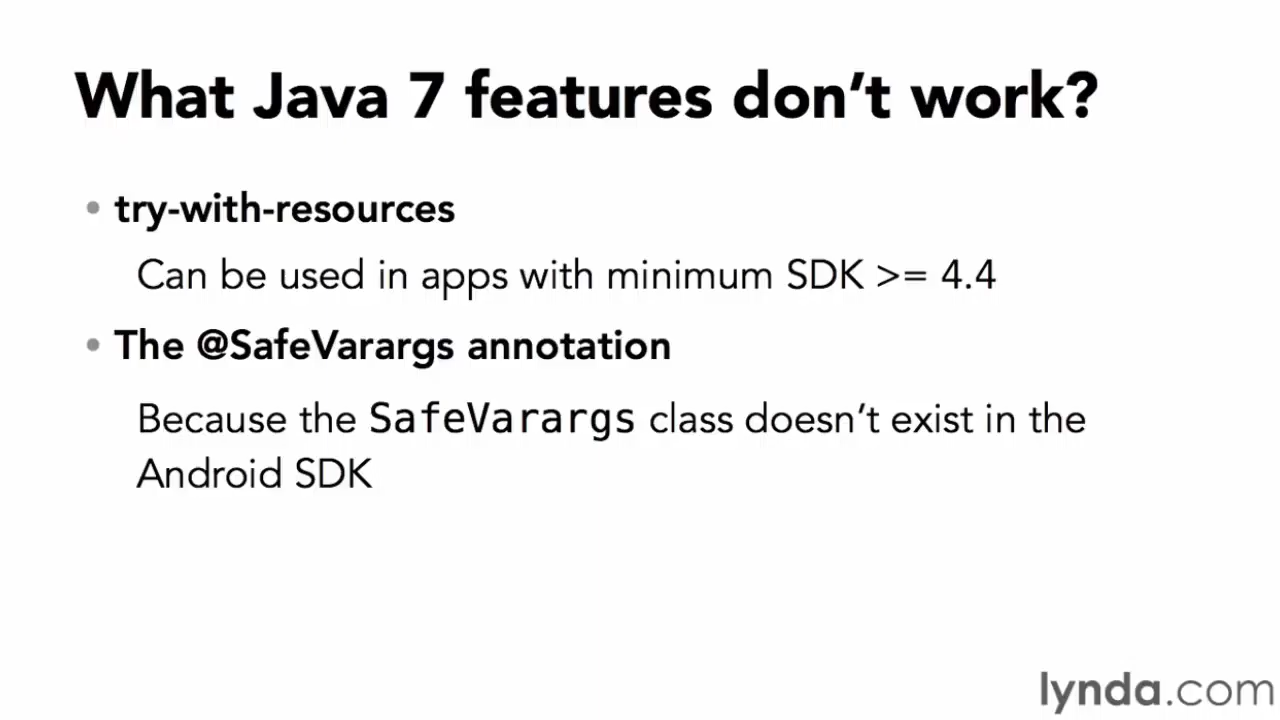 What Java 7 features don’t work?
• try-with-resources
Can be used in apps with minimum SDK >= 4.4
• The @SafeVarargs annotation
Because the SafeVarargs class doesn’t exist in the
Android SDK
lynda.com